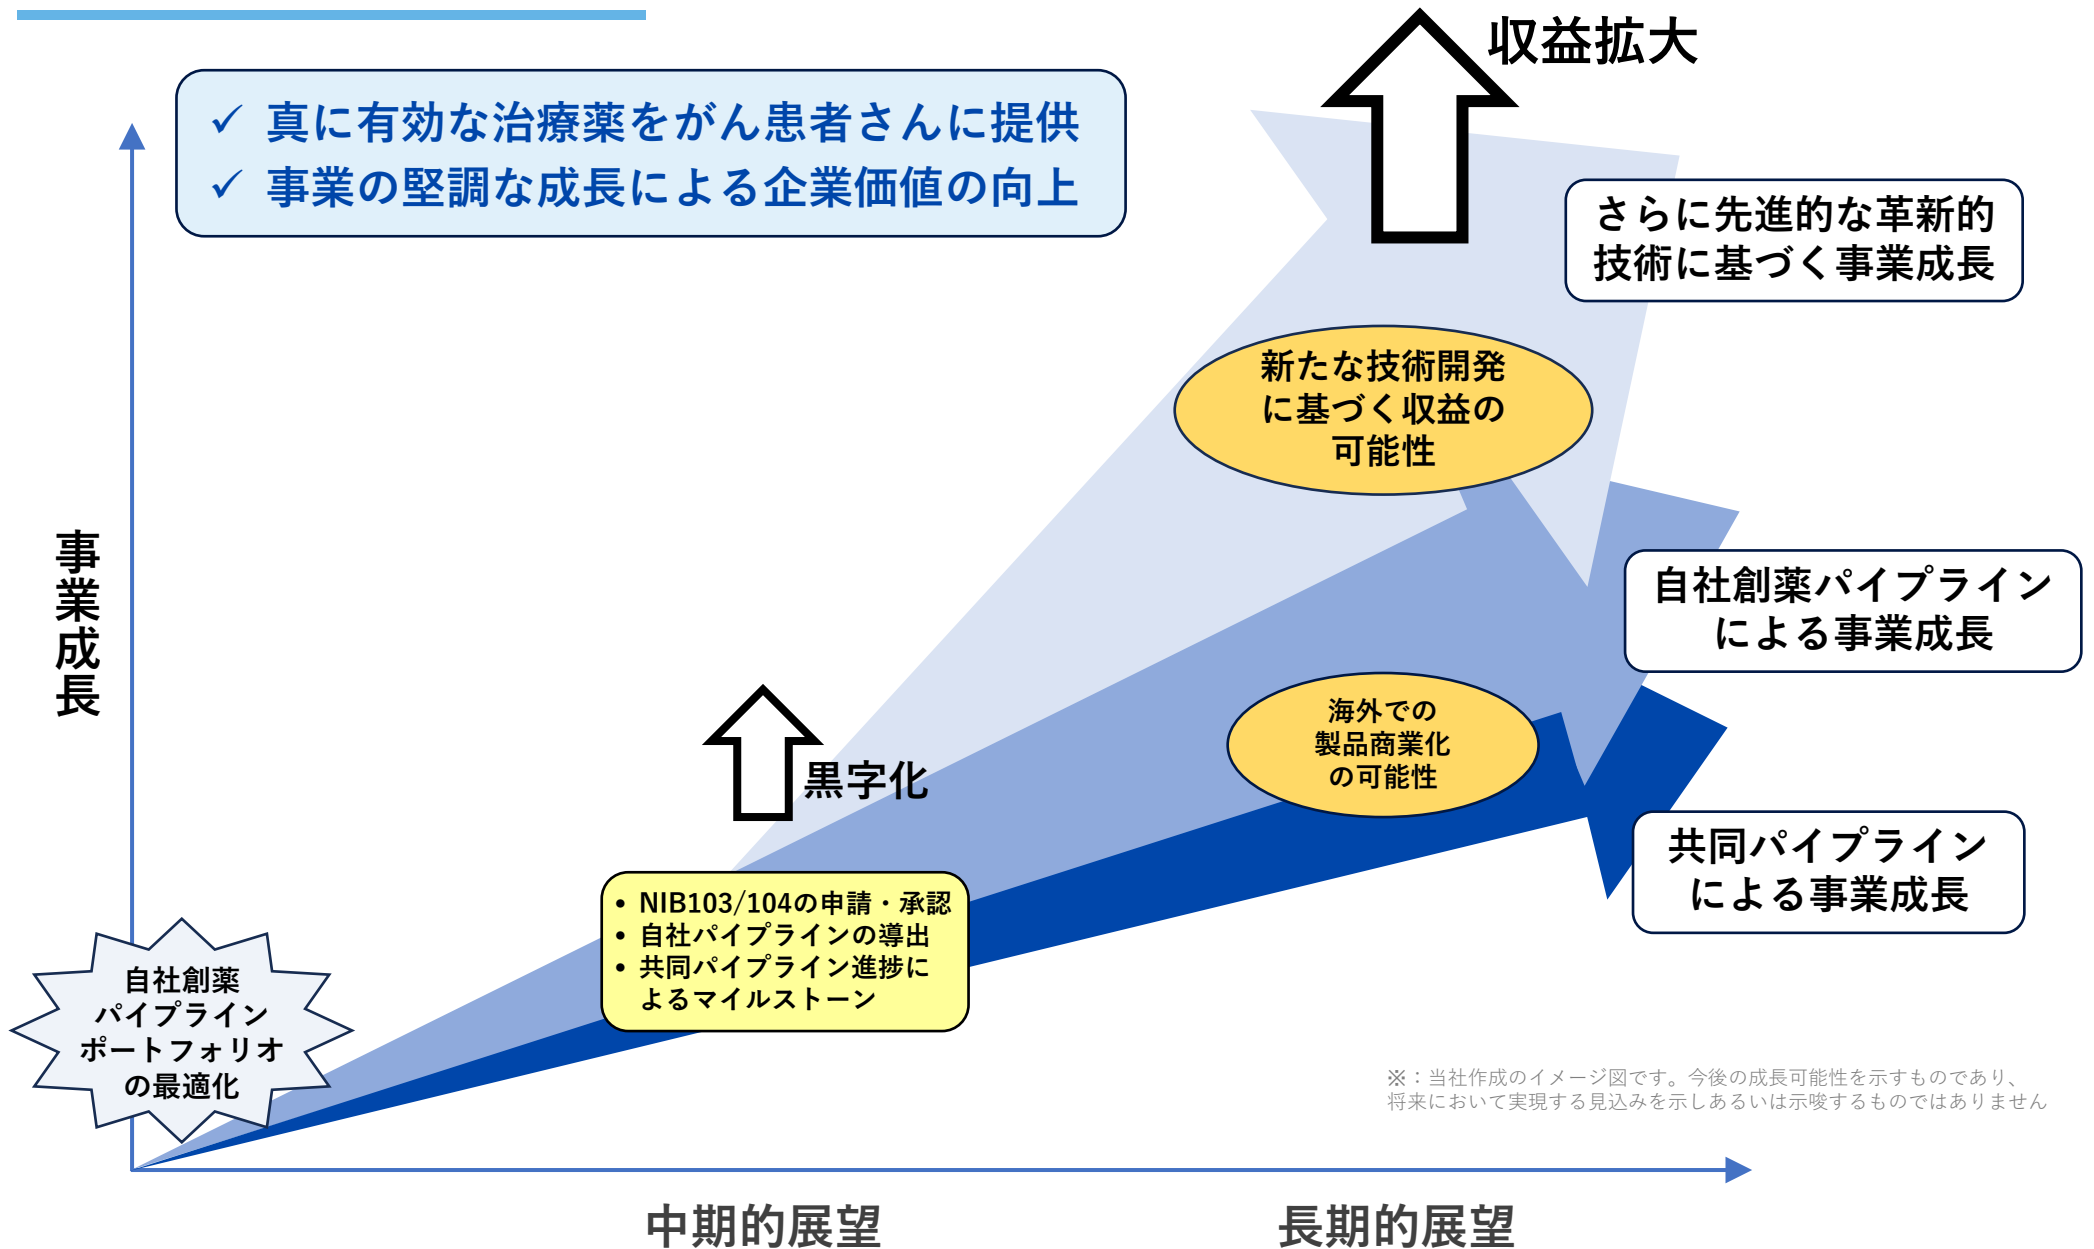 収益拡大
✓ 真に有効な治療薬をがん患者さんに提供
✓ 事業の堅調な成長による企業価値の向上
さらに先進的な革新的
技術に基づく事業成長
新たな技術開発
に基づく収益の
可能性
事業成長
自社創薬パイプライン
による事業成長
海外での
製品商業化
の可能性
黒字化
共同パイプライン
による事業成長
• NIB103/104の申請・承認
• 自社パイプラインの導出
• 共同パイプライン進捗に
よるマイルストーン
自社創薬
パイプライン
ポートフォリオ
の最適化
※：当社作成のイメージ図です。今後の成長可能性を示すものであり、
将来において実現する見込みを示しあるいは示唆するものではありません
中期的展望
長期的展望